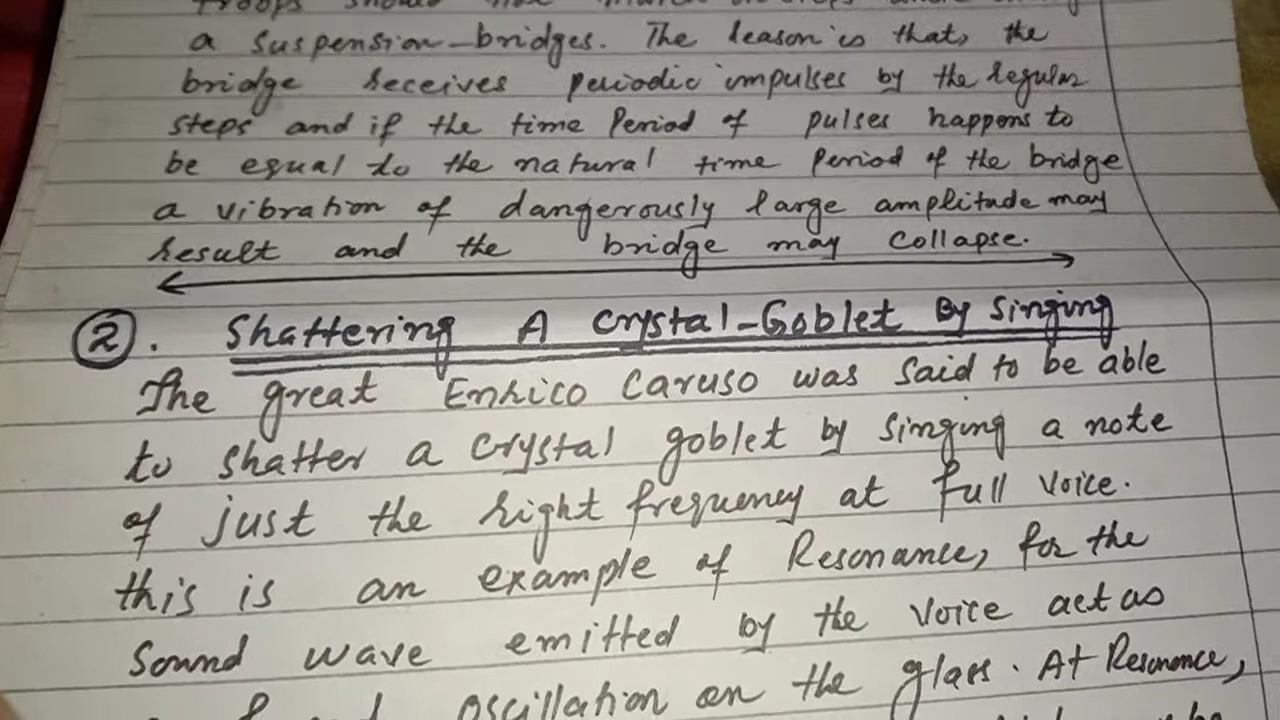 a suspension-bridges. The reason is that, the
bridge receives periodic impulses by the regular
steps and if the time Period of pulses happens to
be equal to the natural time period of the bridge
a vibration of dangerously large amplitude may
result and the bridge may collapse.
2. Shattering A Crystal-Goblet By Singing
The great Enrico Caruso was said to be able
to shatter a Crystal goblet by singing a note
of just the right frequency at full voice.
this is an example of Resonance, for the
Sound wave emitted by the voice act as
oscillation on the glass. At Resonance,